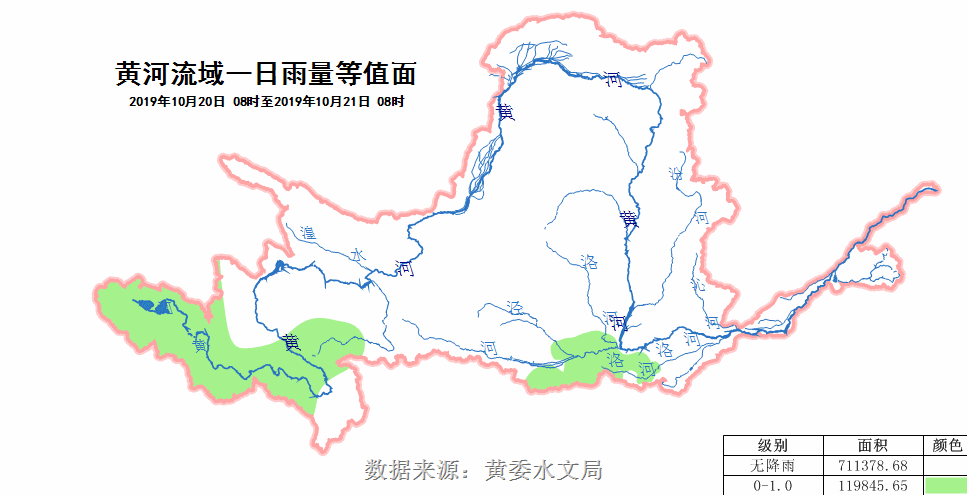 黄河流域一日雨量等值面
2019年10月20日 08时至2019年10月21日 08时
河
黄
汾
黄
河
湟
水
河
洛
沁
泾
河
河
河
黄
黄
河
洛
河
洛
河
级别 面积 颜色
无降雨 711378.68
0-1.0 119845.65
数据来源：黄委水文局